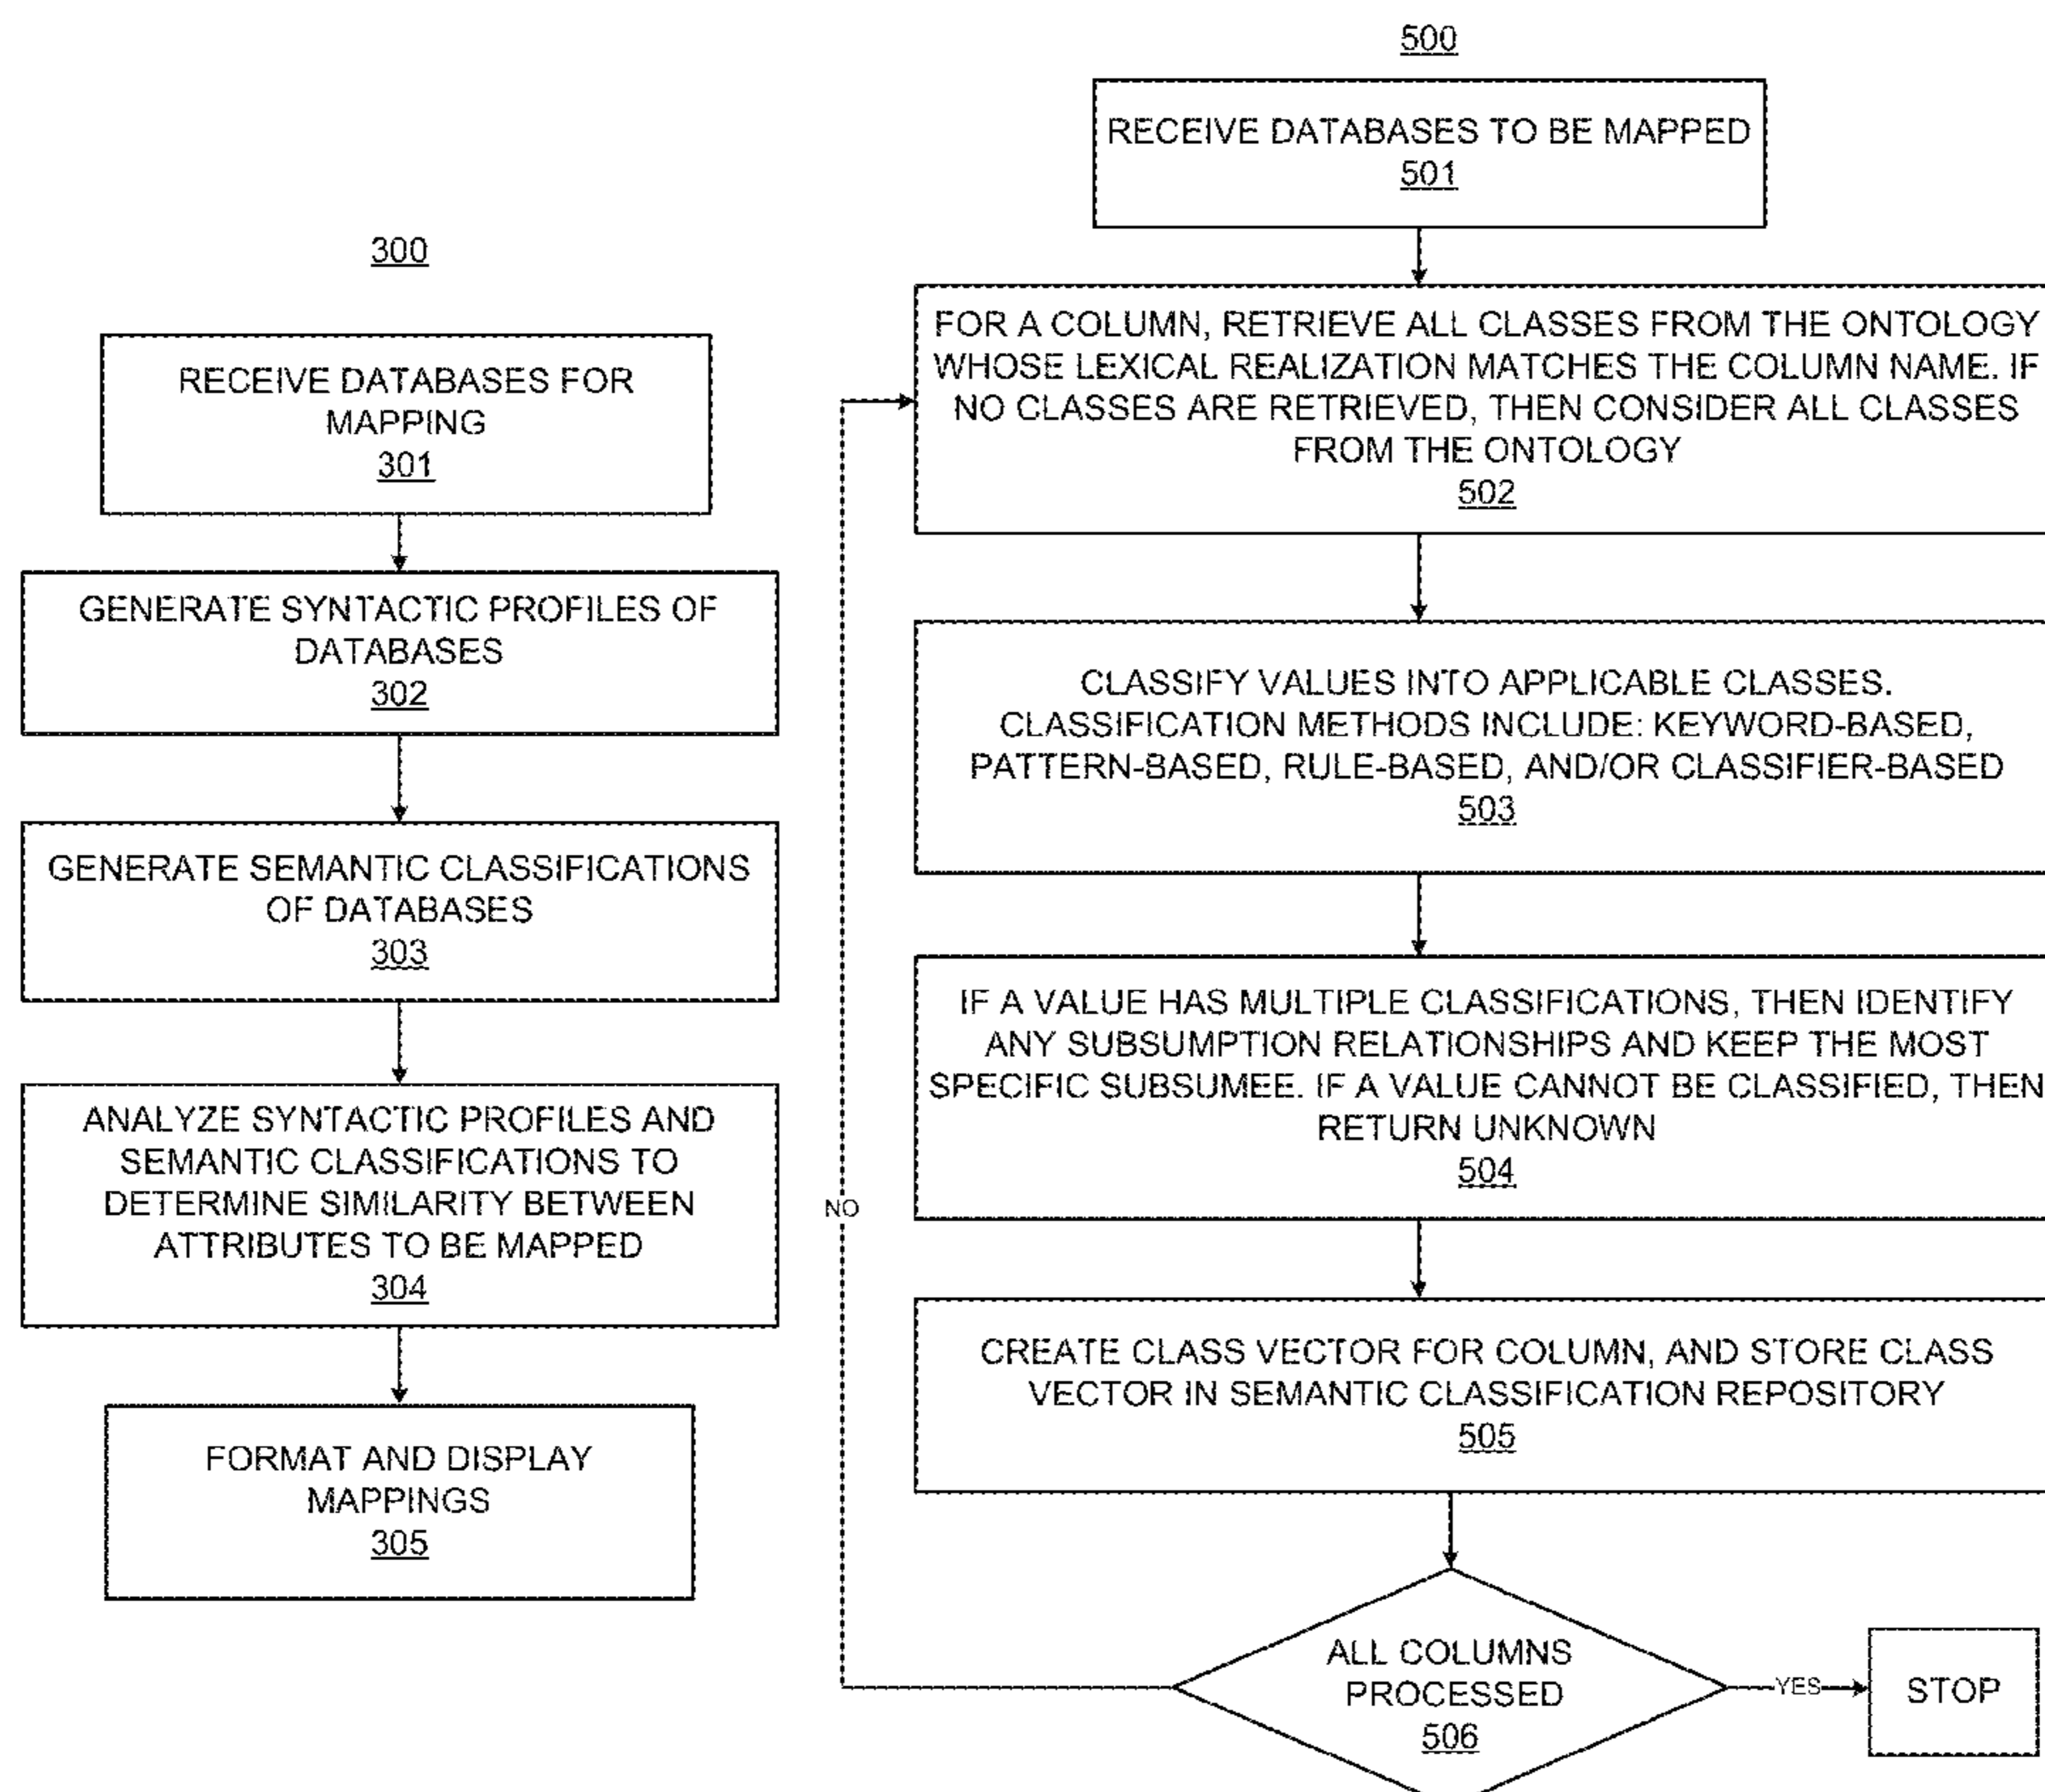 300
RECEIVE DATABASES FOR
MAPPING
301
GENERATE SYNTACTIC PROFILES OF
DATABASES
302
GENERATE SEMANTIC CLASSIFICATIONS
OF DATABASES
303
ANALYZE SYNTACTIC PROFILES AND
SEMANTIC CLASSIFICATIONS TO
DETERMINE SIMILARITY BETWEEN
ATTRIBUTES TO BE MAPPED
304
FORMAT AND DISPLAY
MAPPINGS
305
500
RECEIVE DATABASES TO BE MAPPED
501
FOR A COLUMN, RETRIEVE ALL CLASSES FROM THE ONTOLOGY
WHOSE LEXICAL REALIZATION MATCHES THE COLUMN NAME. IF
NO CLASSES ARE RETRIEVED, THEN CONSIDER ALL CLASSES
FROM THE ONTOLOGY
502
CLASSIFY VALUES INTO APPLICABLE CLASSES.
CLASSIFICATION METHODS INCLUDE: KEYWORD-BASED,
PATTERN-BASED, RULE-BASED, AND/OR CLASSIFIER-BASED
503
IF A VALUE HAS MULTIPLE CLASSIFICATIONS, THEN IDENTIFY
ANY SUBSUMPTION RELATIONSHIPS AND KEEP THE MOST
SPECIFIC SUBSUMEE. IF A VALUE CANNOT BE CLASSIFIED, THEN
RETURN UNKNOWN
504
CREATE CLASS VECTOR FOR COLUMN, AND STORE CLASS
VECTOR IN SEMANTIC CLASSIFICATION REPOSITORY
505
ALL COLUMNS
PROCESSED
506
NO
YES
STOP